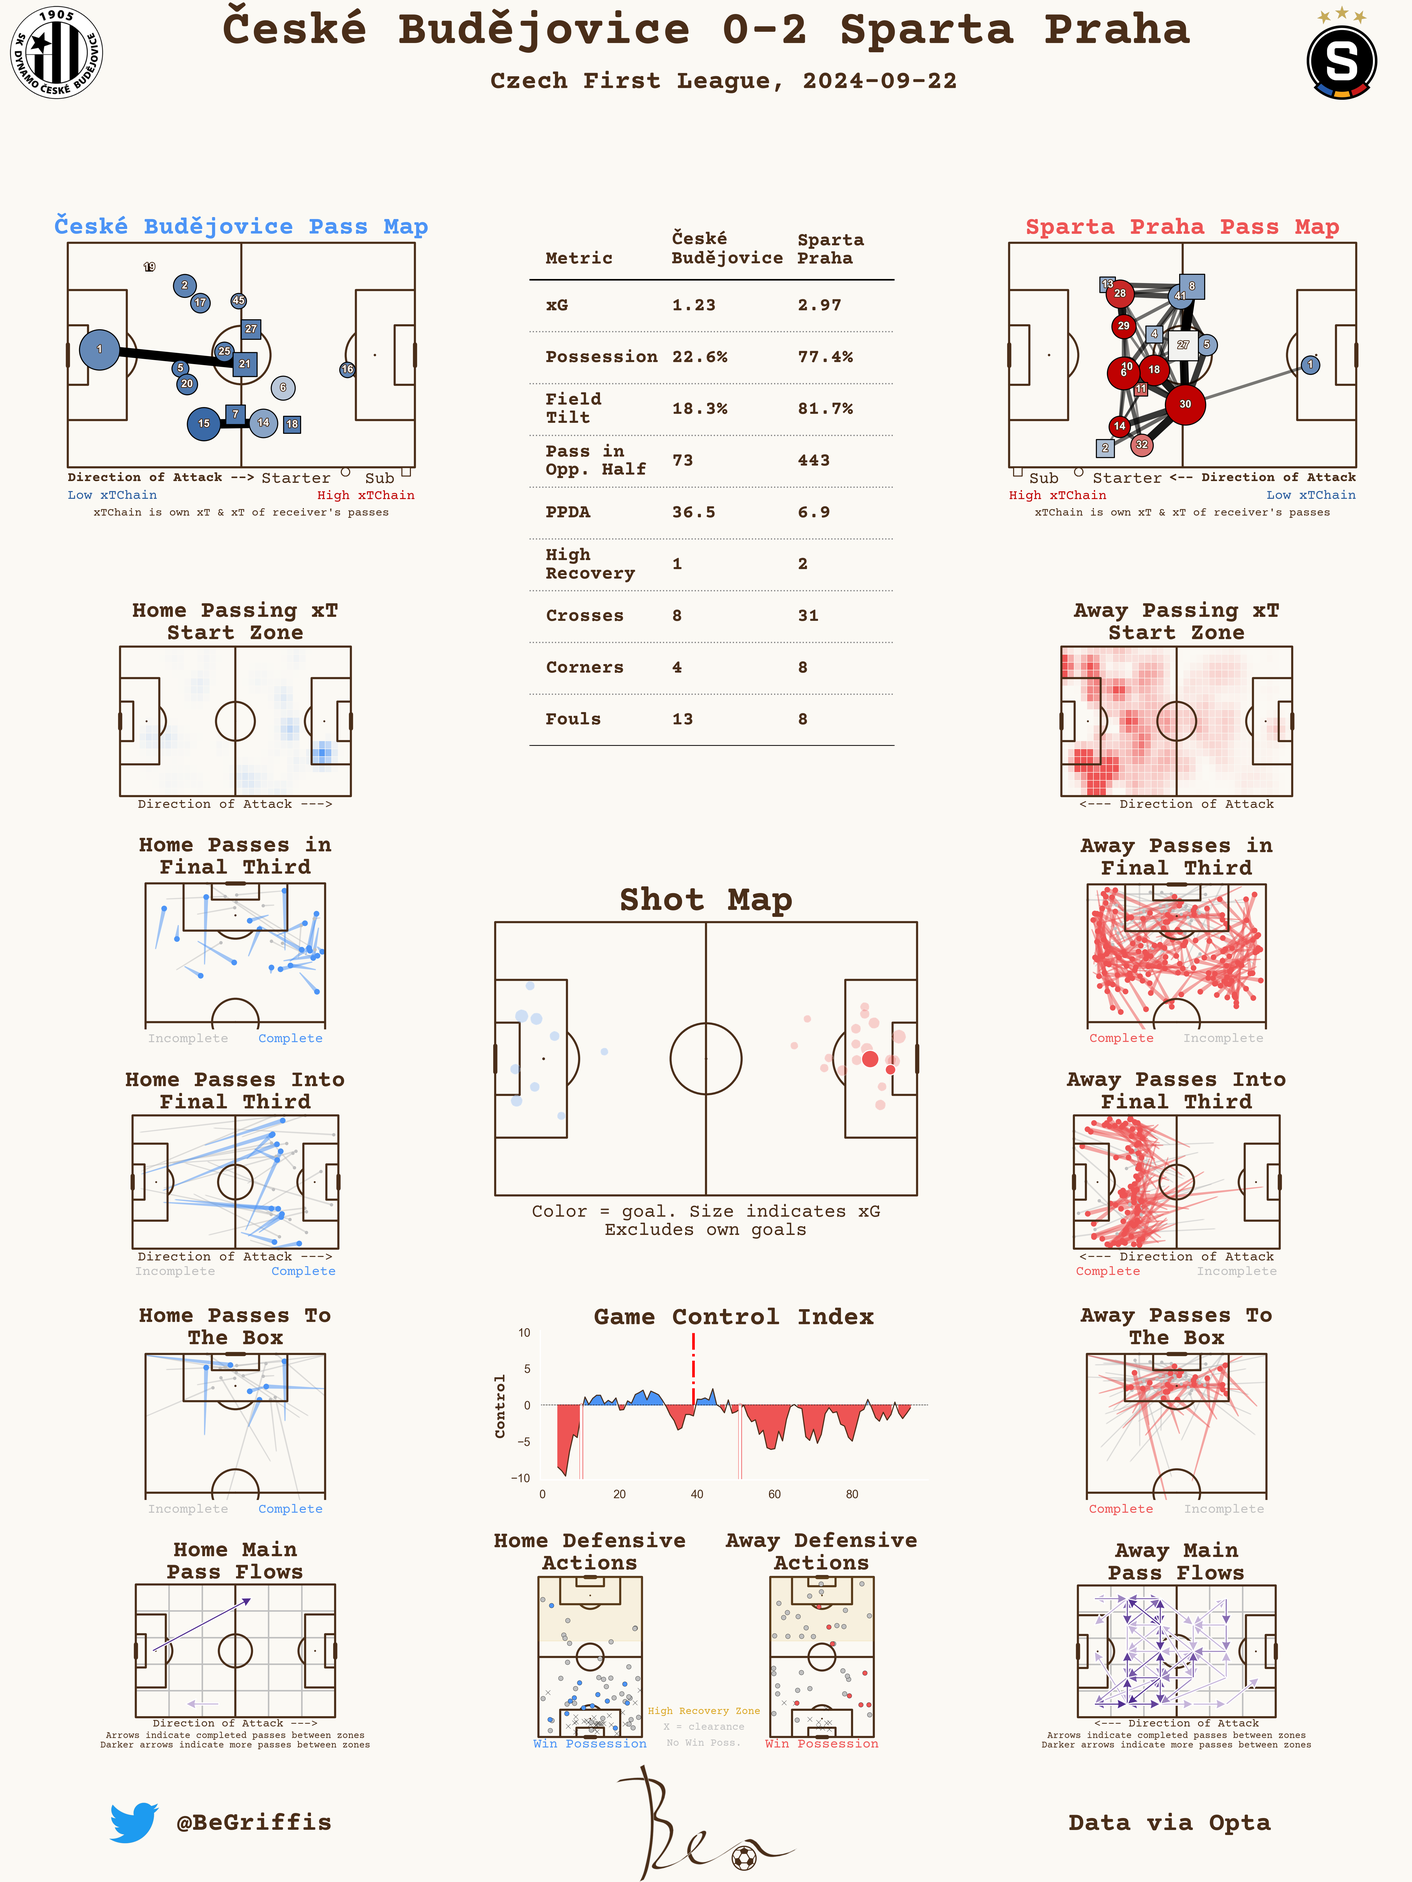 České Budějovice 0-2 Sparta Praha
Czech First League, 2024-09-22
1905
SK DYNAMO ČESKÉ BUDĚJOVICE
S
České Budějovice Pass Map
19
2
17
45
27
1
25
21
5
20
16
6
15
7
14
18
Direction of Attack --> Starter Sub
Low xTChain High xTChain
xTChain is own xT & xT of receiver's passes
Metric České Budějovice Sparta Praha
xG 1.23 2.97
Possession 22.6% 77.4%
Field Tilt 18.3% 81.7%
Pass in Opp. Half 73 443
PPDA 36.5 6.9
High Recovery 1 2
Crosses 8 31
Corners 4 8
Fouls 13 8
Sparta Praha Pass Map
13
28
41
8
29
4
27
5
10
6
18
1
11
30
14
2
32
Sub Starter <-- Direction of Attack
High xTChain Low xTChain
xTChain is own xT & xT of receiver's passes
Home Passing xT
Start Zone
Direction of Attack --->
Away Passing xT
Start Zone
<--- Direction of Attack
Home Passes in
Final Third
Incomplete Complete
Away Passes in
Final Third
Complete Incomplete
Shot Map
Color = goal. Size indicates xG
Excludes own goals
Home Passes Into
Final Third
Direction of Attack --->
Incomplete Complete
Away Passes Into
Final Third
<--- Direction of Attack
Complete Incomplete
Home Passes To
The Box
Incomplete Complete
Game Control Index
Control
10
5
0
−5
−10
0 20 40 60 80
Away Passes To
The Box
Complete Incomplete
Home Main
Pass Flows
Direction of Attack --->
Arrows indicate completed passes between zones
Darker arrows indicate more passes between zones
Home Defensive
Actions
Win Possession
Away Defensive
Actions
Win Possession
High Recovery Zone
X = clearance
No Win Poss.
Away Main
Pass Flows
<--- Direction of Attack
Arrows indicate completed passes between zones
Darker arrows indicate more passes between zones
@BeGriffis
Ben
Data via Opta